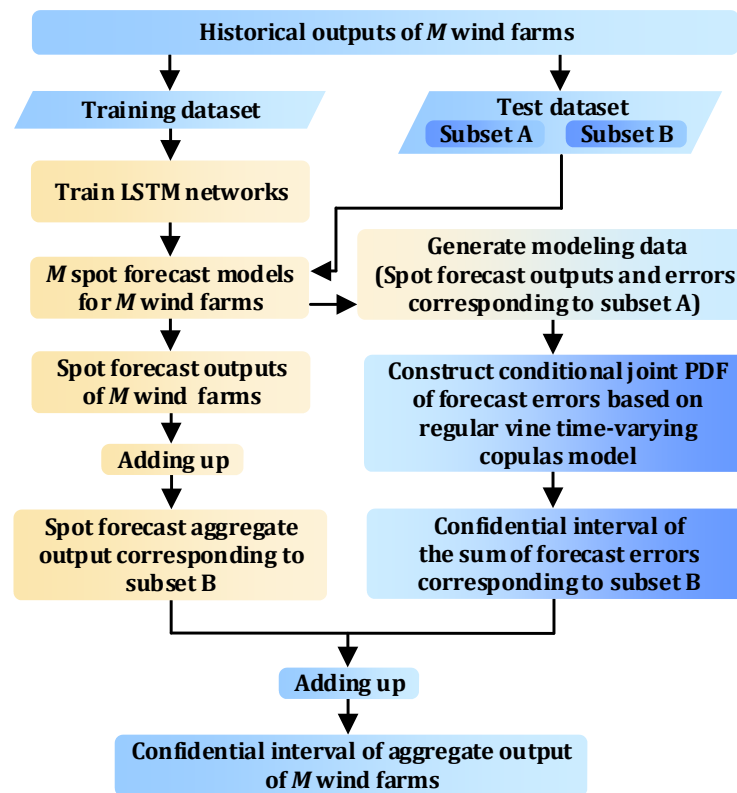 Historical outputs of M wind farms
Training dataset
Test dataset
Subset A
Subset B
Train LSTM networks
M spot forecast models
for M wind farms
Generate modeling data
(Spot forecast outputs and errors
corresponding to subset A)
Spot forecast outputs
of M wind farms
Construct conditional joint PDF
of forecast errors based on
regular vine time-varying
copulas model
Adding up
Spot forecast aggregate
output corresponding to
subset B
Confidential interval of
the sum of forecast errors
corresponding to subset B
Adding up
Confidential interval of aggregate output
of M wind farms